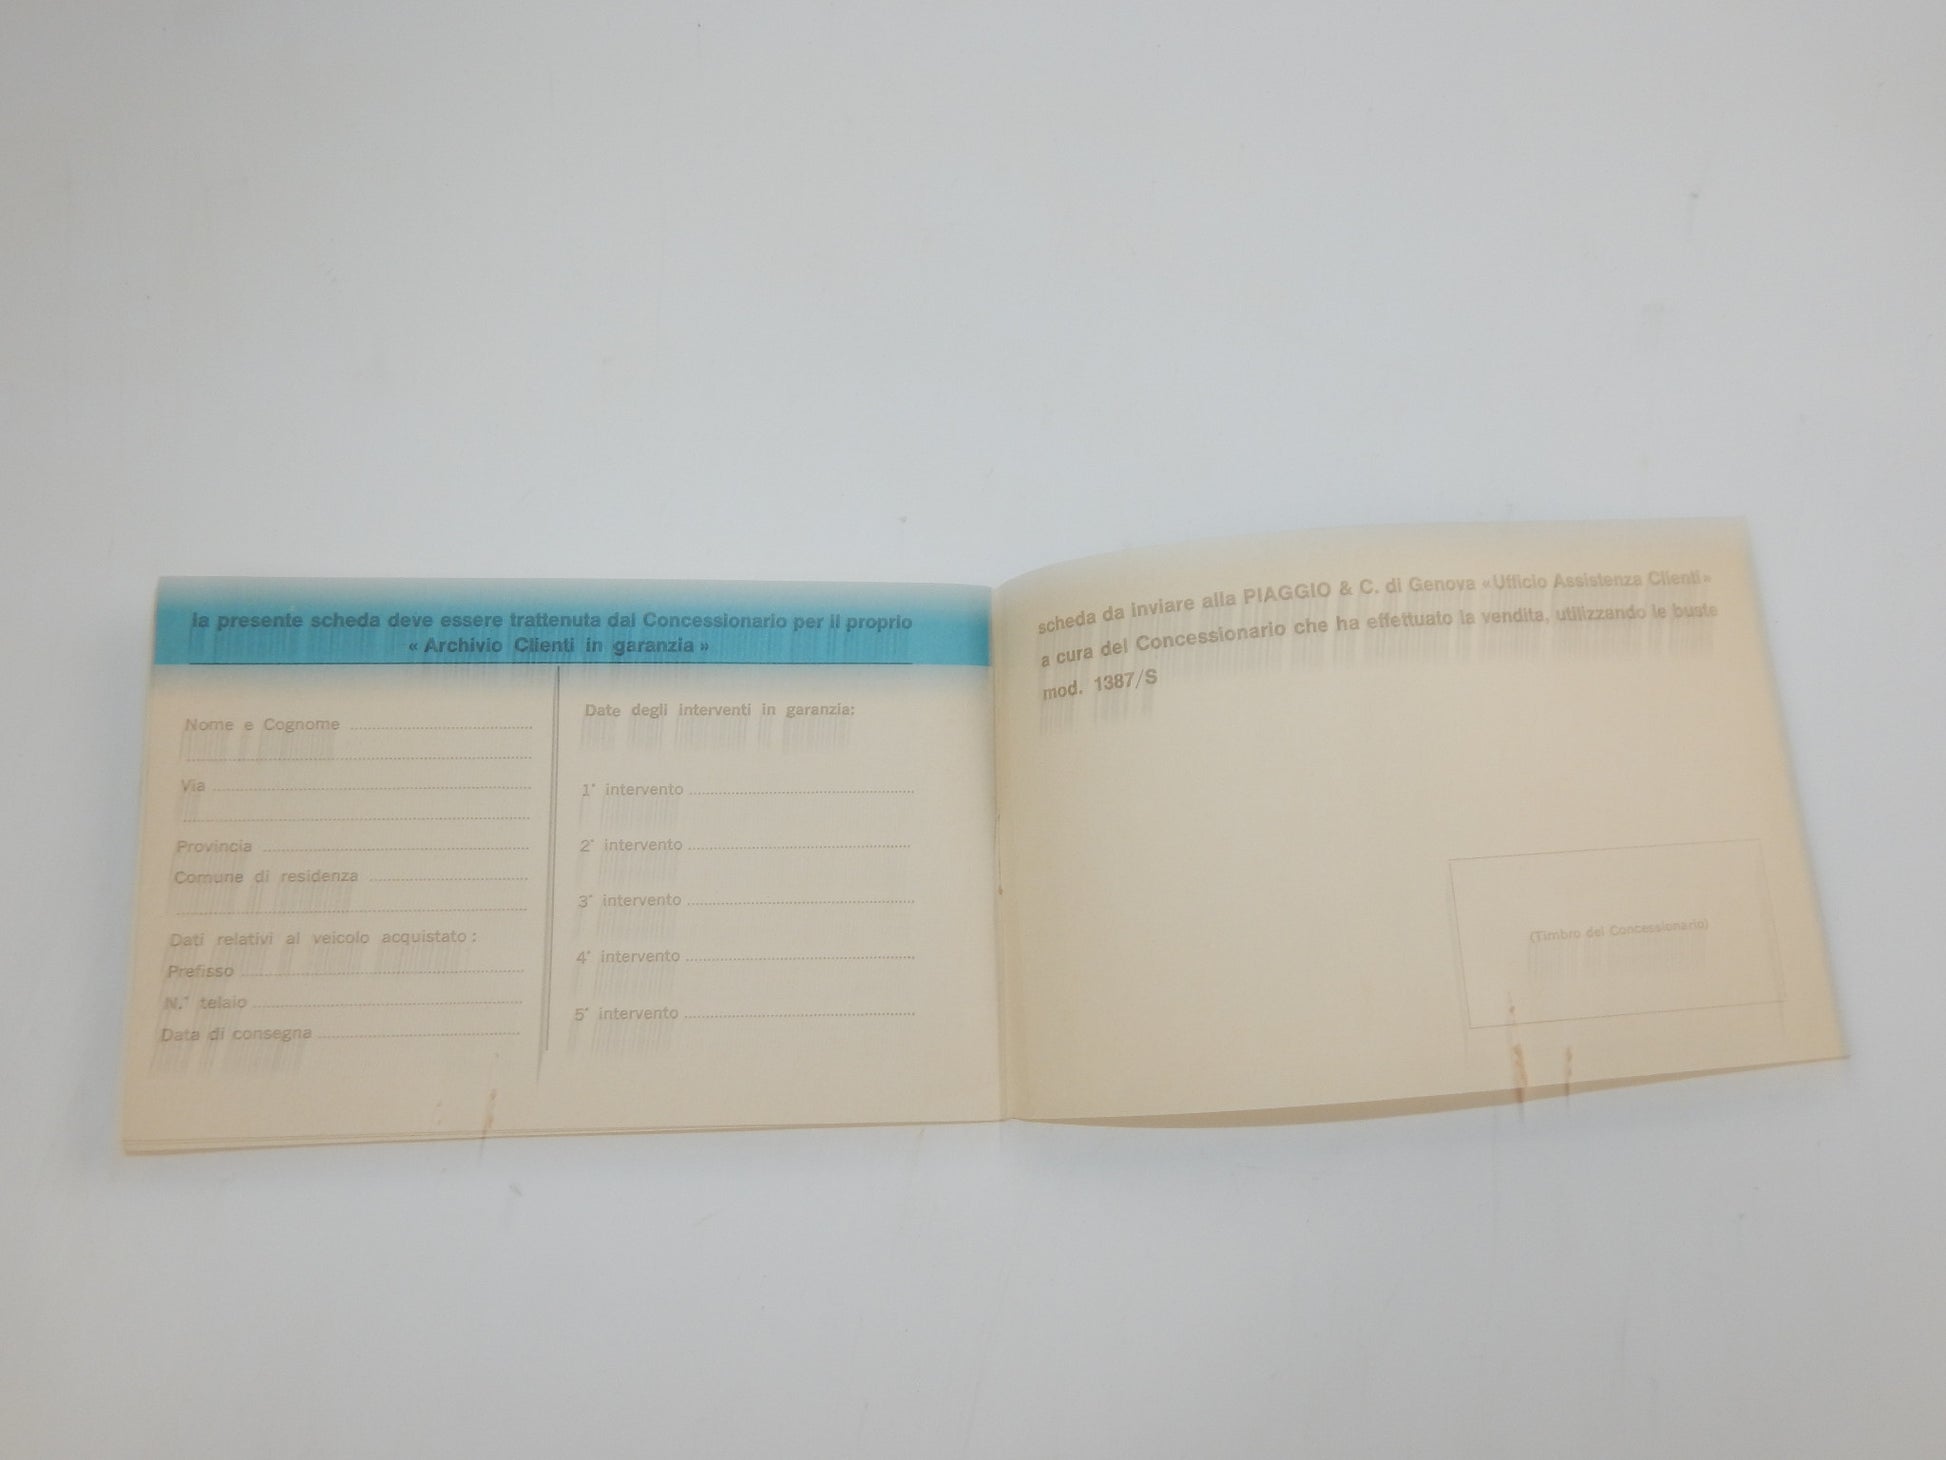 la presente scheda deve essere trattenuta dal Concessionario per il proprio
« Archivio Clienti in garanzia »
Nome e Cognome
Via
Provincia
Comune di residenza
Dati relativi al veicolo acquistato :
Prefisso
N.° telaio
Data di consegna
Date degli interventi in garanzia:
1° intervento
2° intervento
3° intervento
4° intervento
5° intervento
scheda da inviare alla PIAGGIO & C. di Genova «Ufficio Assistenza Clienti»
a cura del Concessionario che ha effettuato la vendita, utilizzando le buste
mod. 1387/S
(Timbro del Concessionario)